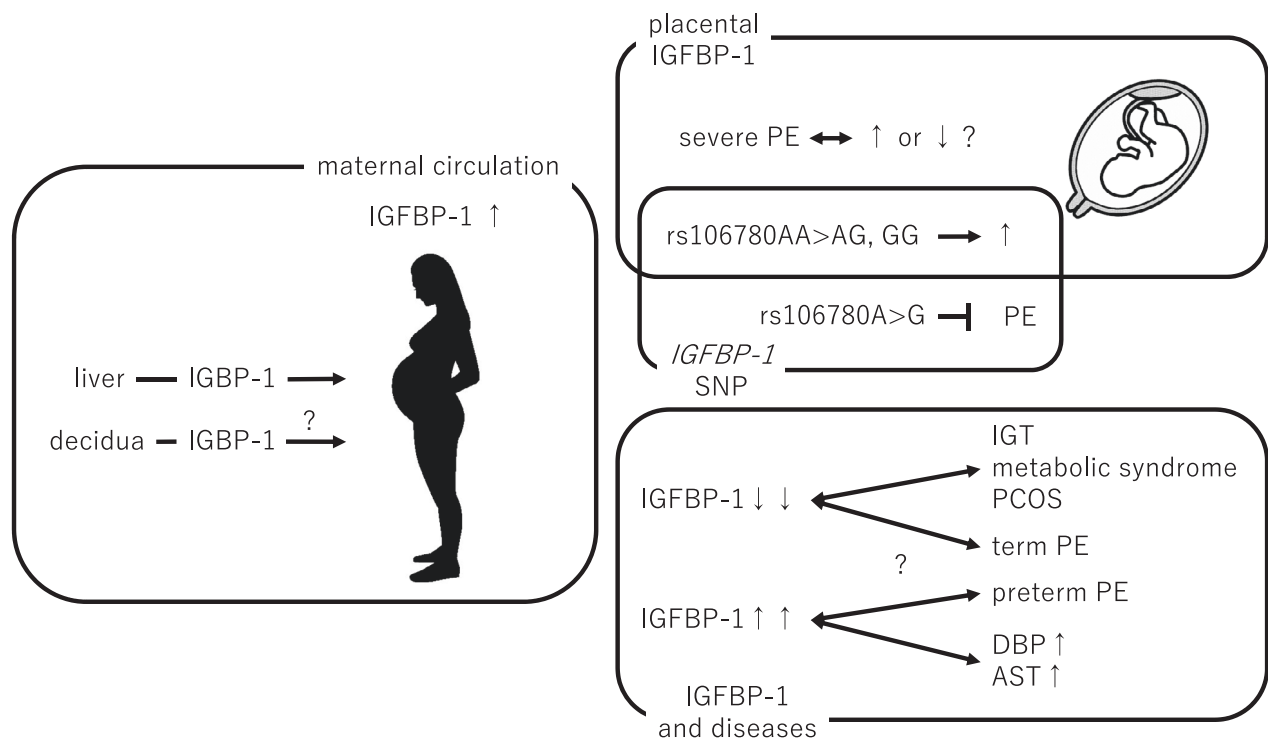 maternal circulation
IGFBP-1 ↑
liver
IGBP-1
decidua
IGBP-1
?
placental
IGFBP-1
severe PE ↔ ↑ or ↓ ?
rs106780AA>AG, GG → ↑
rs106780A>G
PE
IGFBP-1
SNP
IGFBP-1 ↓ ↓
IGT
metabolic syndrome
PCOS
term PE
?
IGFBP-1 ↑ ↑
preterm PE
DBP ↑
AST ↑
IGFBP-1
and diseases